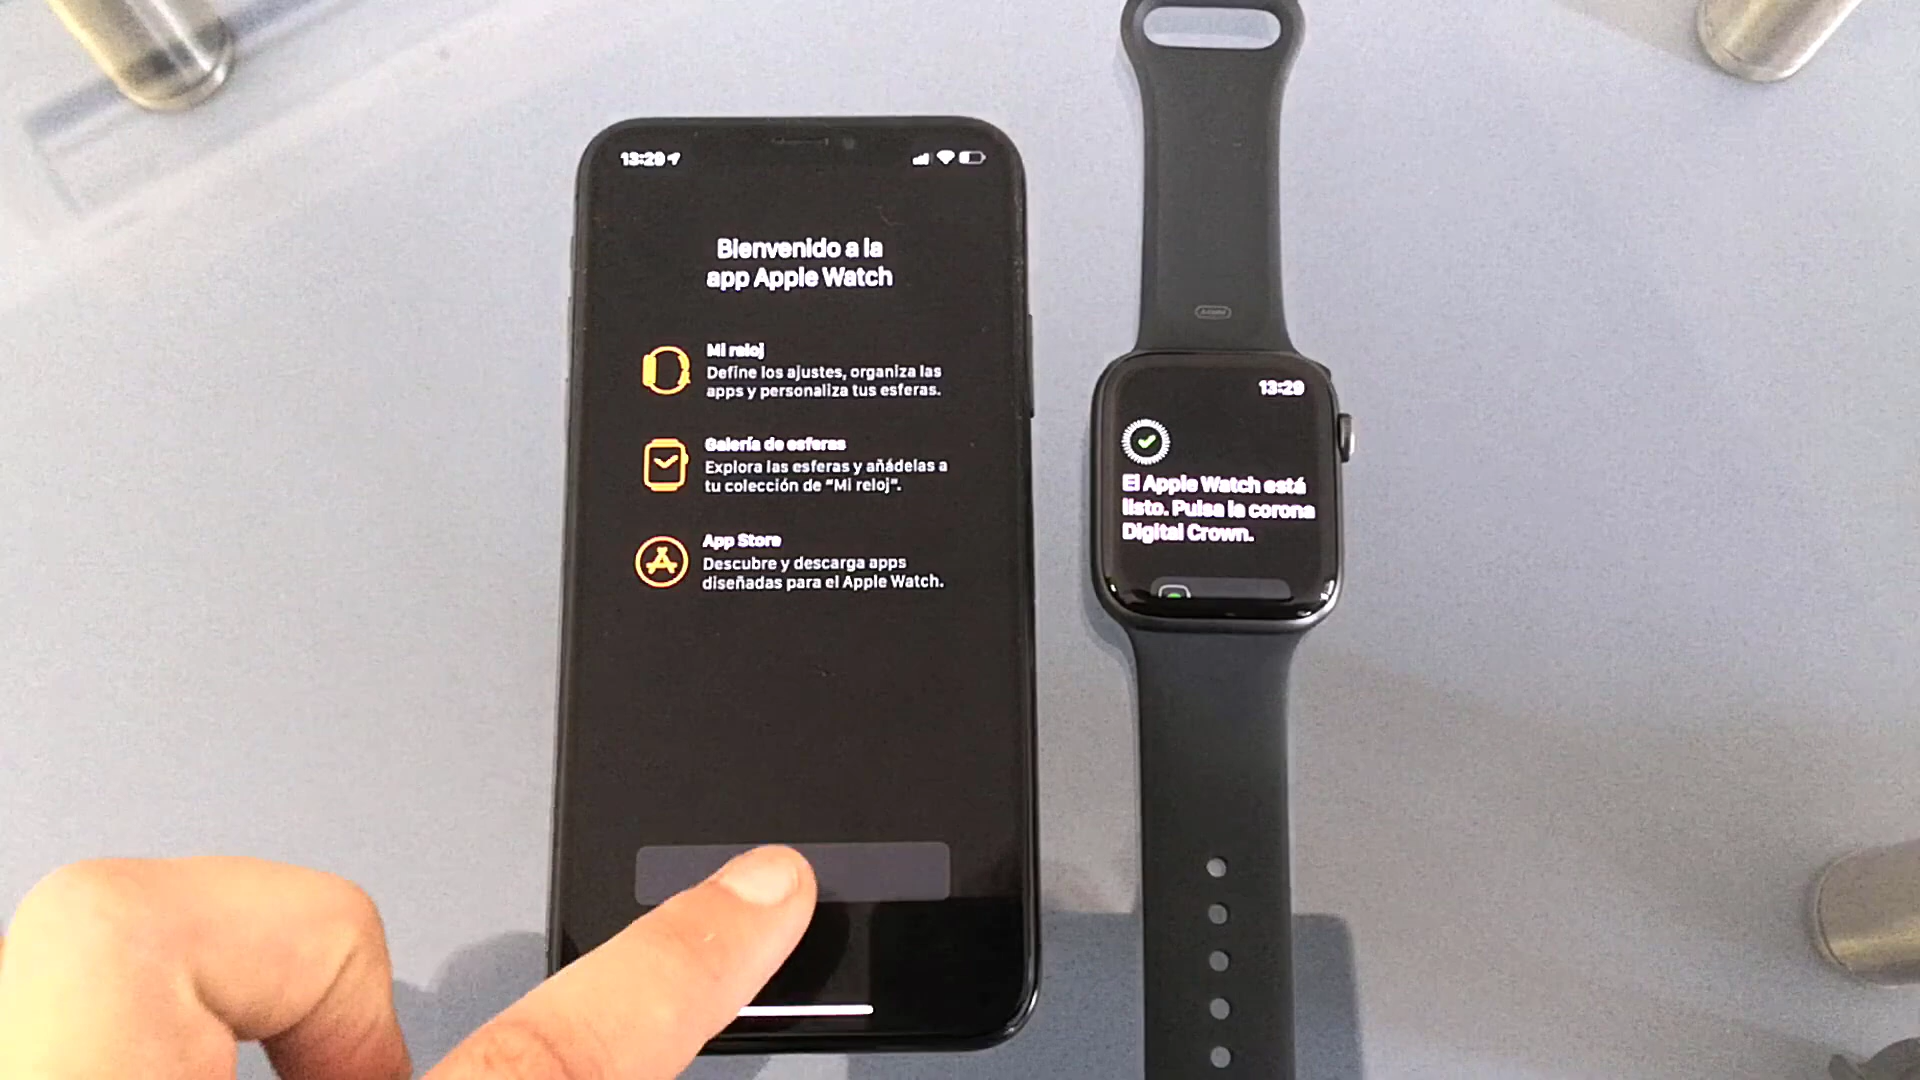 13:29
Bienvenido a la
app Apple Watch
Mi reloj
Define los ajustes, organiza las
apps y personaliza tus esferas.
Galería de esferas
Explora las esferas y añádelas a
tu colección de “Mi reloj”.
App Store
Descubre y descarga apps
diseñadas para el Apple Watch.
13:29
El Apple Watch está
listo. Pulsa la corona
Digital Crown.